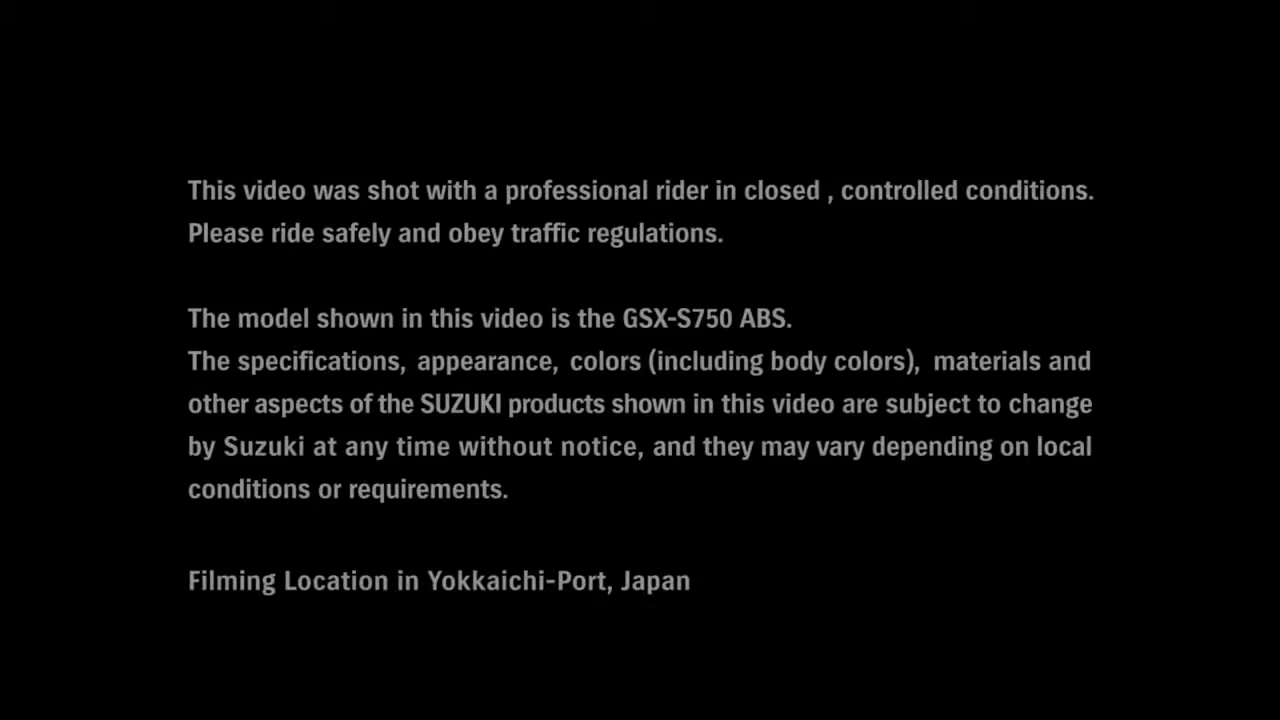 This video was shot with a professional rider in closed , controlled conditions.
Please ride safely and obey traffic regulations.
The model shown in this video is the GSX-S750 ABS.
The specifications, appearance, colors (including body colors), materials and
other aspects of the SUZUKI products shown in this video are subject to change
by Suzuki at any time without notice, and they may vary depending on local
conditions or requirements.
Filming Location in Yokkaichi-Port, Japan